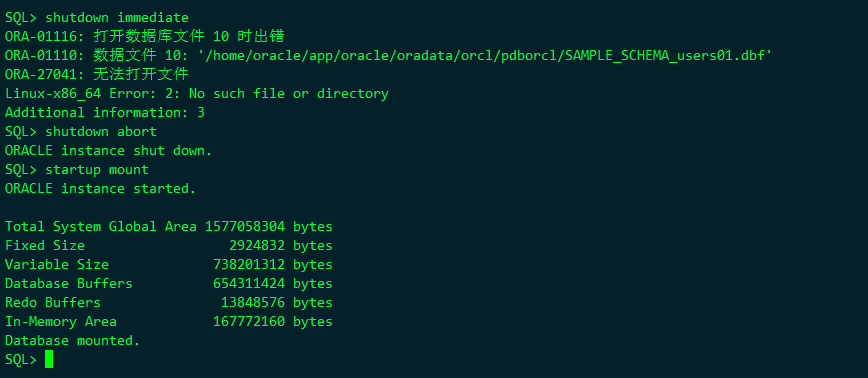 SQL> shutdown immediate
ORA-01116: 打开数据库文件 10 时出错
ORA-01110: 数据文件 10: '/home/oracle/app/oracle/oradata/orcl/pdborcl/SAMPLE_SCHEMA_users01.dbf'
ORA-27041: 无法打开文件
Linux-x86_64 Error: 2: No such file or directory
Additional information: 3
SQL> shutdown abort
ORACLE instance shut down.
SQL> startup mount
ORACLE instance started.
Total System Global Area 1577058304 bytes
Fixed Size 2924832 bytes
Variable Size 738201312 bytes
Database Buffers 654311424 bytes
Redo Buffers 13848576 bytes
In-Memory Area 167772160 bytes
Database mounted.
SQL>